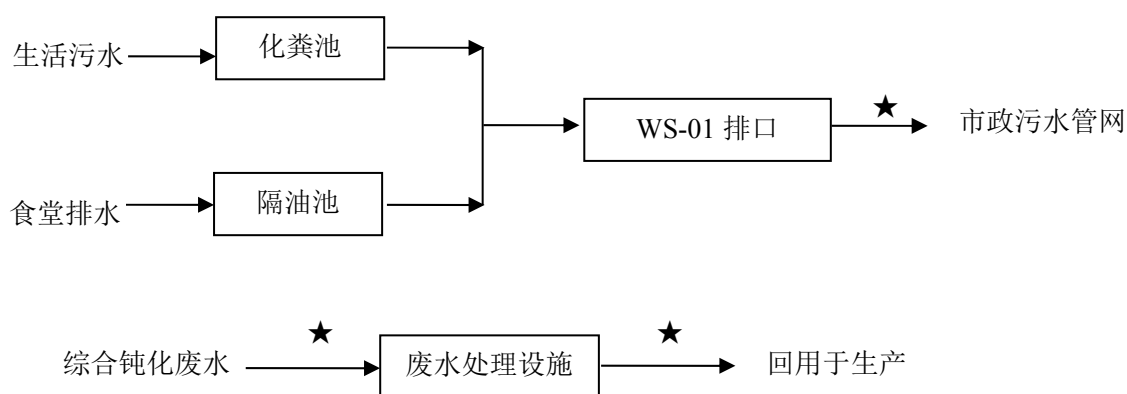 生活污水
化粪池
WS-01 排口
★
市政污水管网
食堂排水
隔油池
综合钝化废水
★
废水处理设施
★
回用于生产